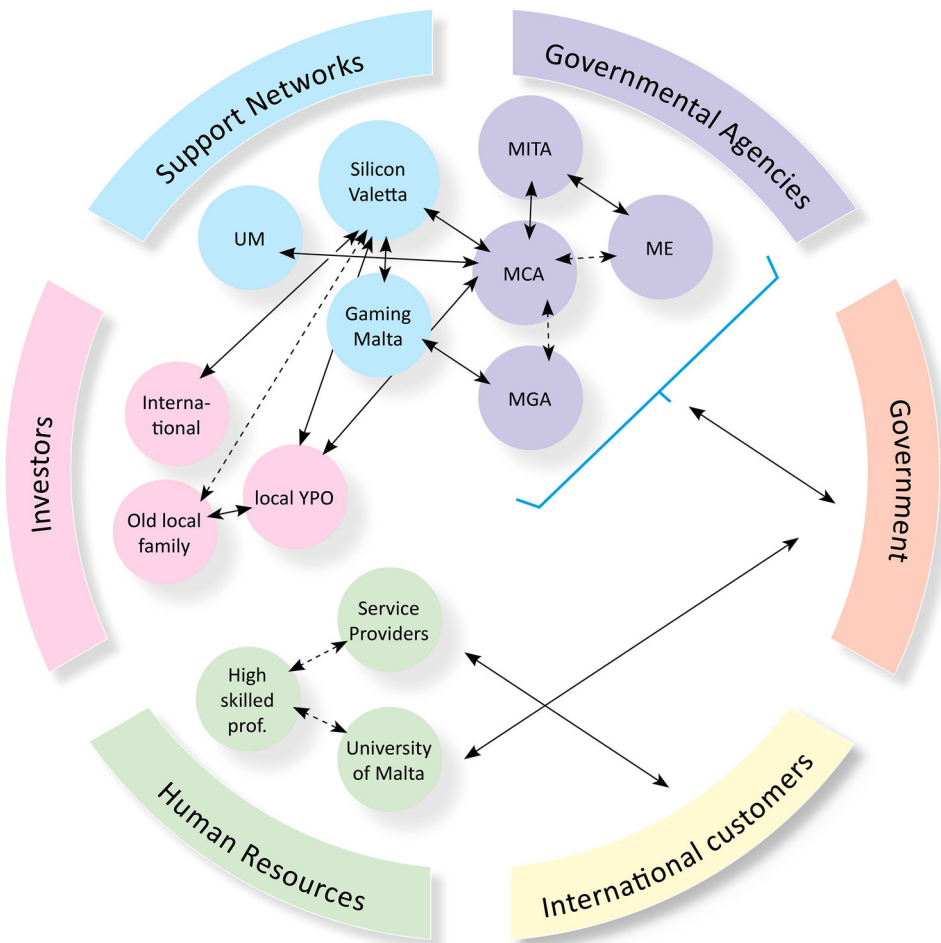 Support Networks
Governmental Agencies
Silicon
Valetta
MITA
UM
ME
MCA
Gaming
Malta
MGA
Interna-
tional
Investors
Government
local YPO
Old local
family
Service
Providers
High
skilled
prof.
University
of Malta
Human Resources
International customers